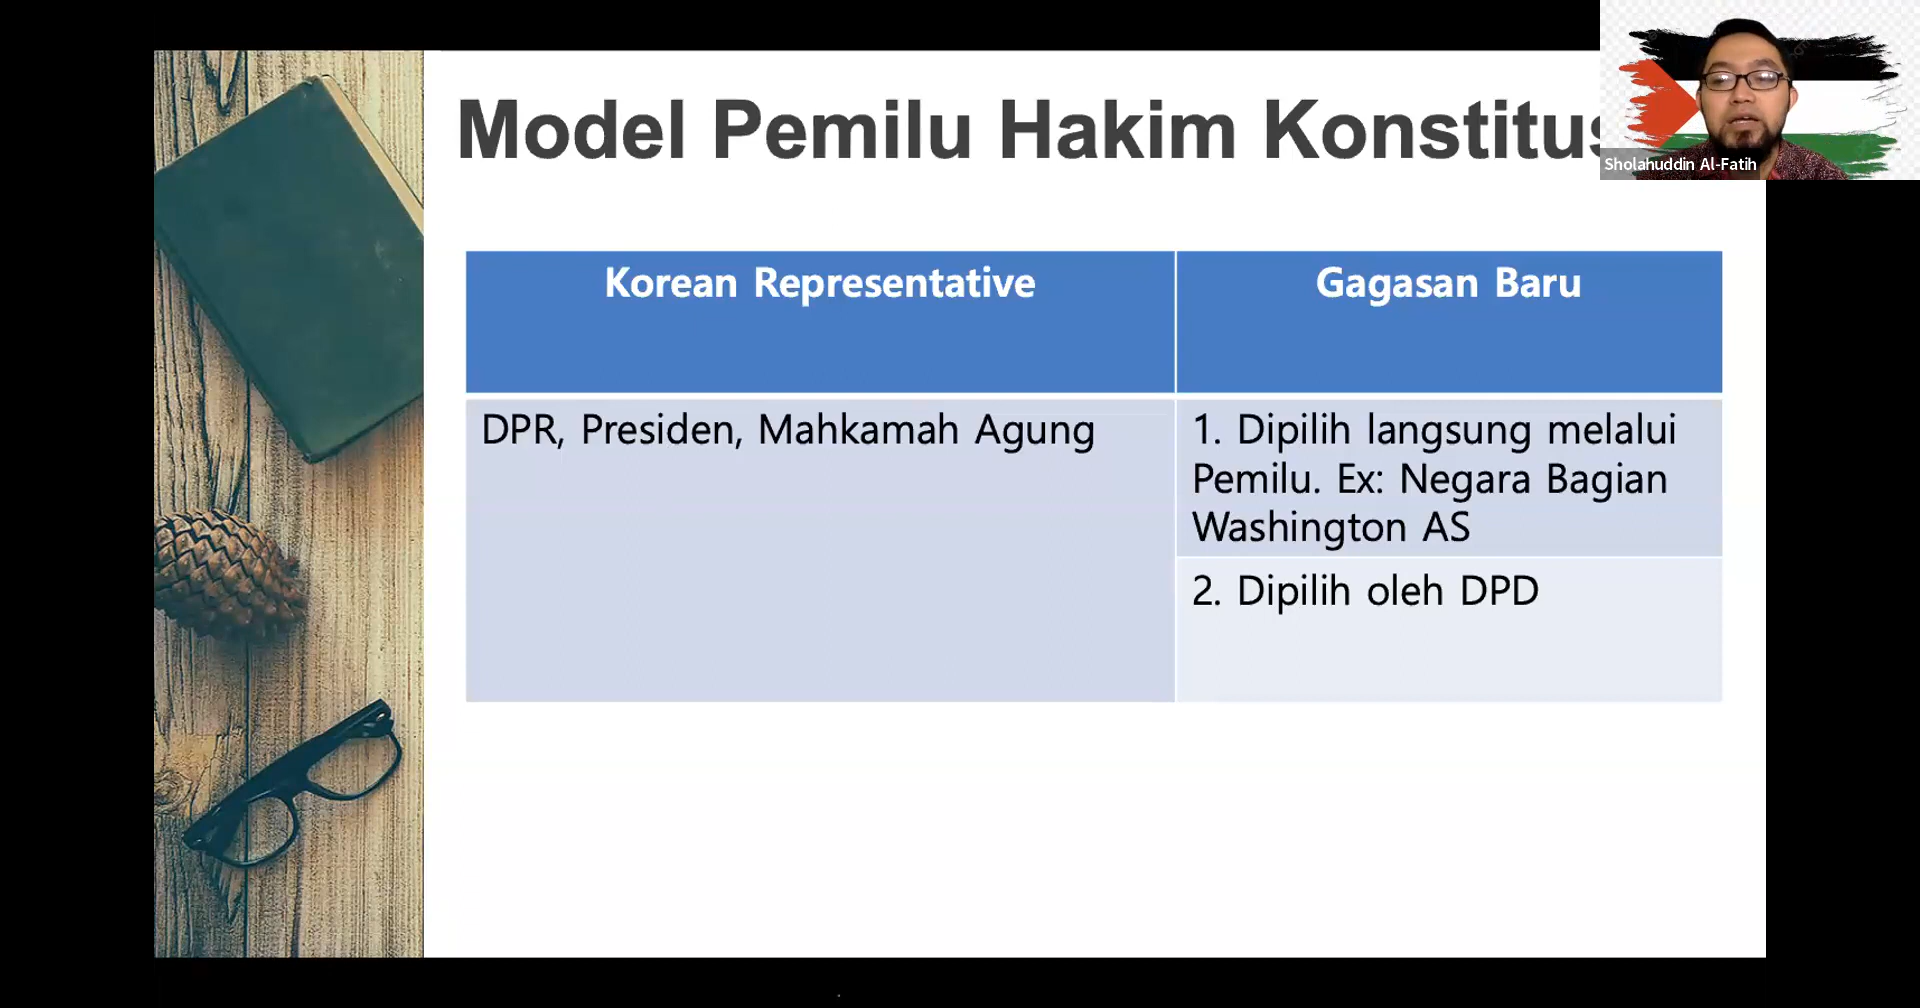 Model Pemilu Hakim Konstitus
Sholahuddin Al-Fatih
Korean Representative
Gagasan Baru
DPR, Presiden, Mahkamah Agung
1. Dipilih langsung melalui
Pemilu. Ex: Negara Bagian
Washington AS
2. Dipilih oleh DPD